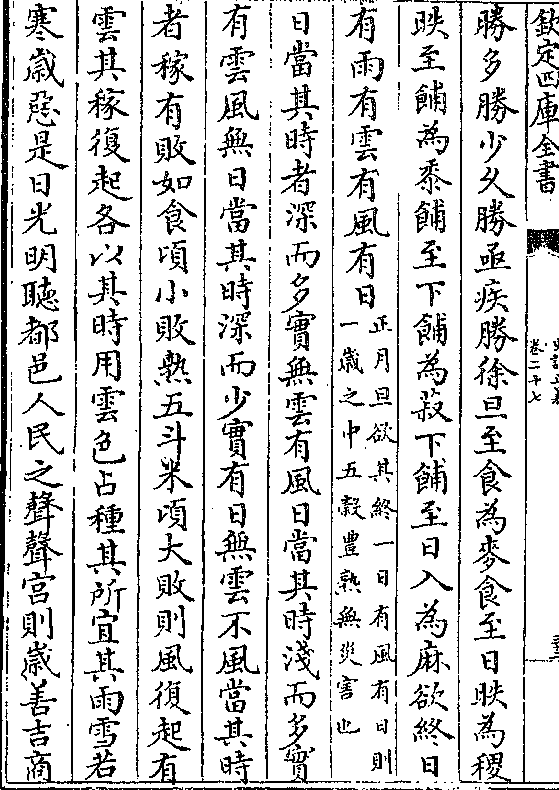 欽定四庫全書
史記正義
卷二十七
勝多勝少乆勝亟疾勝徐旦至食為麥食至日昳為稷
昳至餔為黍餔至下餔為菽下餔至日入為麻欲終日
有雨有雲有風有日
正月旦欲其終一日有風有日則
一歲之中五穀豊熟無災害也
日當其時者深而多實無雲有風日當其時淺而多實
有雲風無日當其時深而少實有日無雲不風當其時
者稼有敗如食頃小敗熟五斗米頃大敗則風復起有
雲其稼復起各以其時用雲色占種其所宜其雨雪若
寒歲惡是日光明聽都邑人民之聲聲宫則歲善吉商